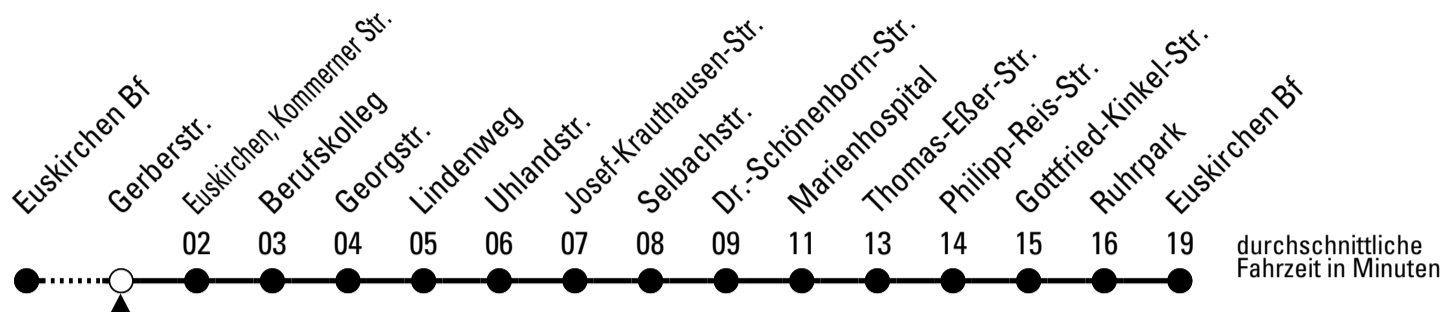 Euskirchen Bf
Gerberstr.
Euskirchen, Kommerner Str.
Berufskolleg
Georgstr.
Lindenweg
Uhlandstr.
Josef-Krauthausen-Str.
Selbachstr.
Dr.-Schönenborn-Str.
Marienhospital
Thomas-Eßer-Str.
Philipp-Reis-Str.
Gottfried-Kinkel-Str.
Ruhrpark
Euskirchen Bf
02 03 04 05 06 07 08 09 11 13 14 15 16 19
durchschnittliche
Fahrzeit in Minuten